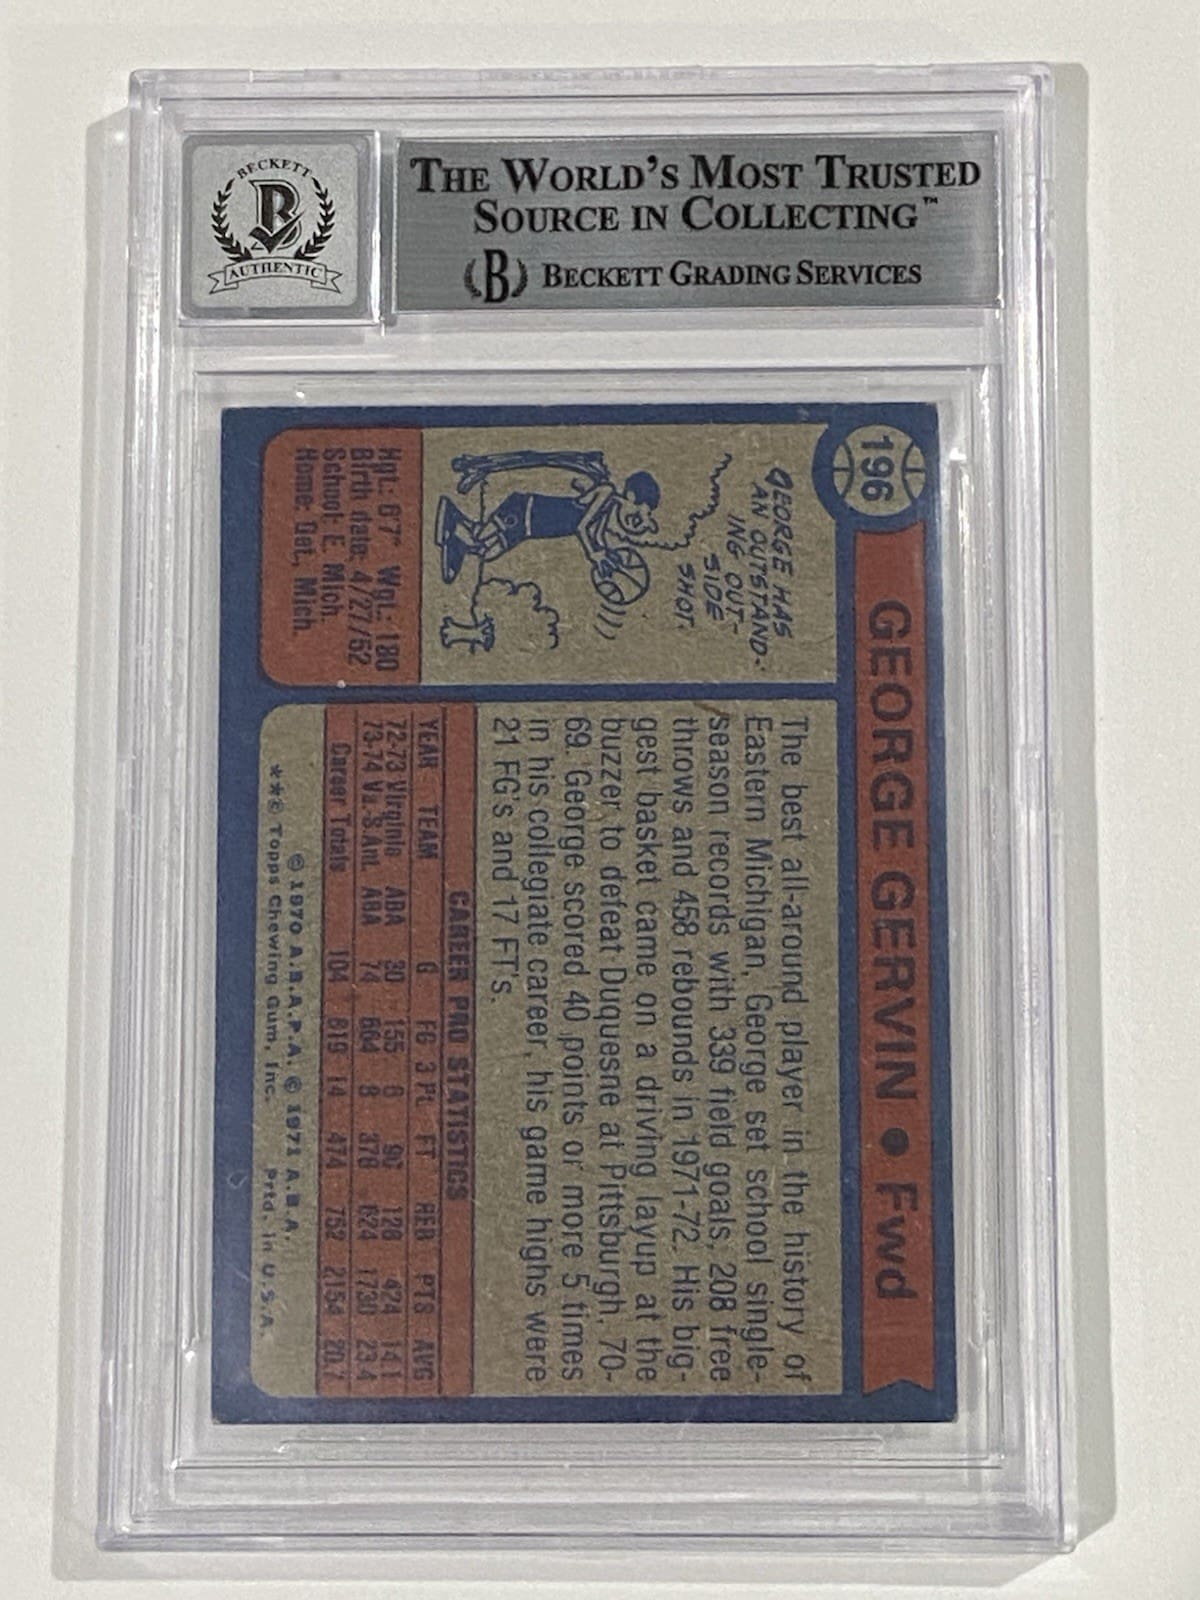 BECKETT
B
AUTHENTIC
THE WORLD'S MOST TRUSTED
SOURCE IN COLLECTING™
B BECKETT GRADING SERVICES
196
GEORGE GERVIN • Fwd
GEORGE HAS
AN OUTSTAND-
ING OUT-
SIDE
SHOT.
Hgt.: 6'7" Wgt.: 180
Birth date: 4/27/52
School: E. Mich.
Home: Det., Mich.
The best all-around player in the history of
Eastern Michigan, George set school single-
season records with 339 field goals, 208 free
throws and 458 rebounds in 1971-72. His big-
gest basket came on a driving layup at the
buzzer to defeat Duquesne at Pittsburgh, 70-
69. George scored 40 points or more 5 times
in his collegiate career, his game highs were
21 FG's and 17 FT's.
CAREER PRO STATISTICS
YEAR TEAM G FG 3Pt. FT REB PTS AVG
72-73 Virginia ABA 30 155 6 96 128 424 14.1
73-74 Va.-S.Ant. ABA 74 664 8 378 624 1730 23.4
Career Totals 104 819 14 474 752 2154 20.7
© 1970 A.B.A.P.A. © 1971 A.B.A.
**© Topps Chewing Gum, Inc. Prtd. in U.S.A.